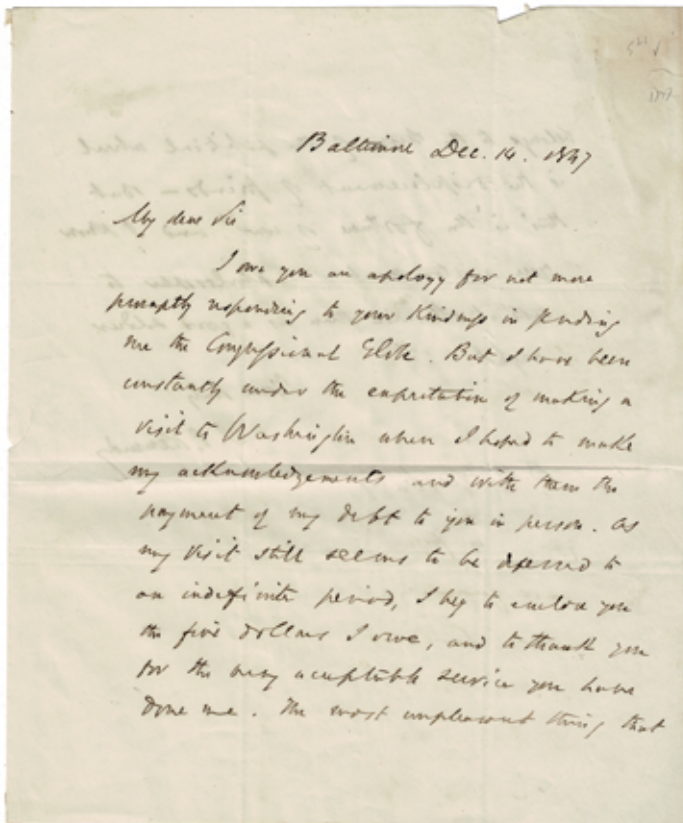 Baltimore Dec. 14. 1847
My dear Sir
I owe you an apology for not more
promptly responding to your kindness in sending
me the Congressional Globe. But I have been
constantly under the expectation of making a
visit to Washington when I hoped to make
my acknowledgements and with them the
payment of my debt to you in person. As
my visit still seems to be deferred to
an indefinite period, I beg to enclose you
the five dollars I owe, and to thank you
for the very acceptable service you have
done me. The most unpleasant thing that